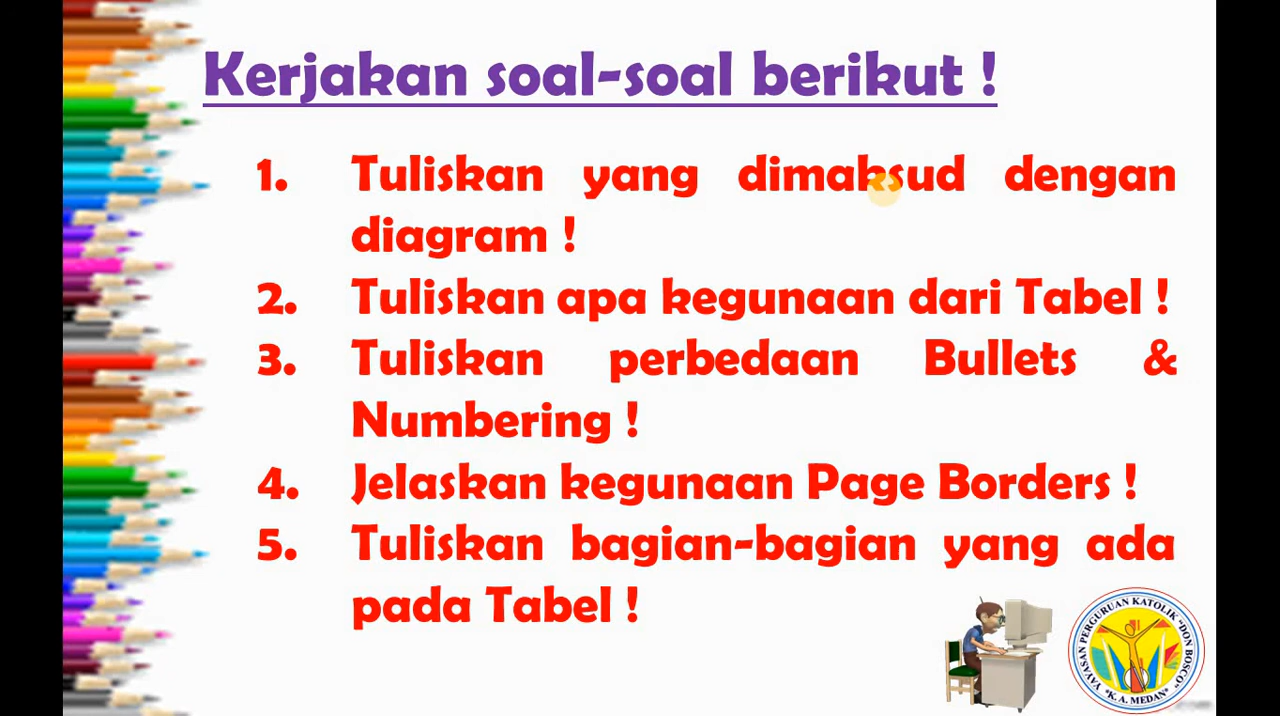 Kerjakan soal-soal berikut !
1. Tuliskan yang dimaksud dengan
diagram !
2. Tuliskan apa kegunaan dari Tabel !
3. Tuliskan perbedaan Bullets &
Numbering !
4. Jelaskan kegunaan Page Borders !
5. Tuliskan bagian-bagian yang ada
pada Tabel !
YAYASAN PERGURUAN KATOLIK "DON BOSCO"
"K. A. MEDAN"